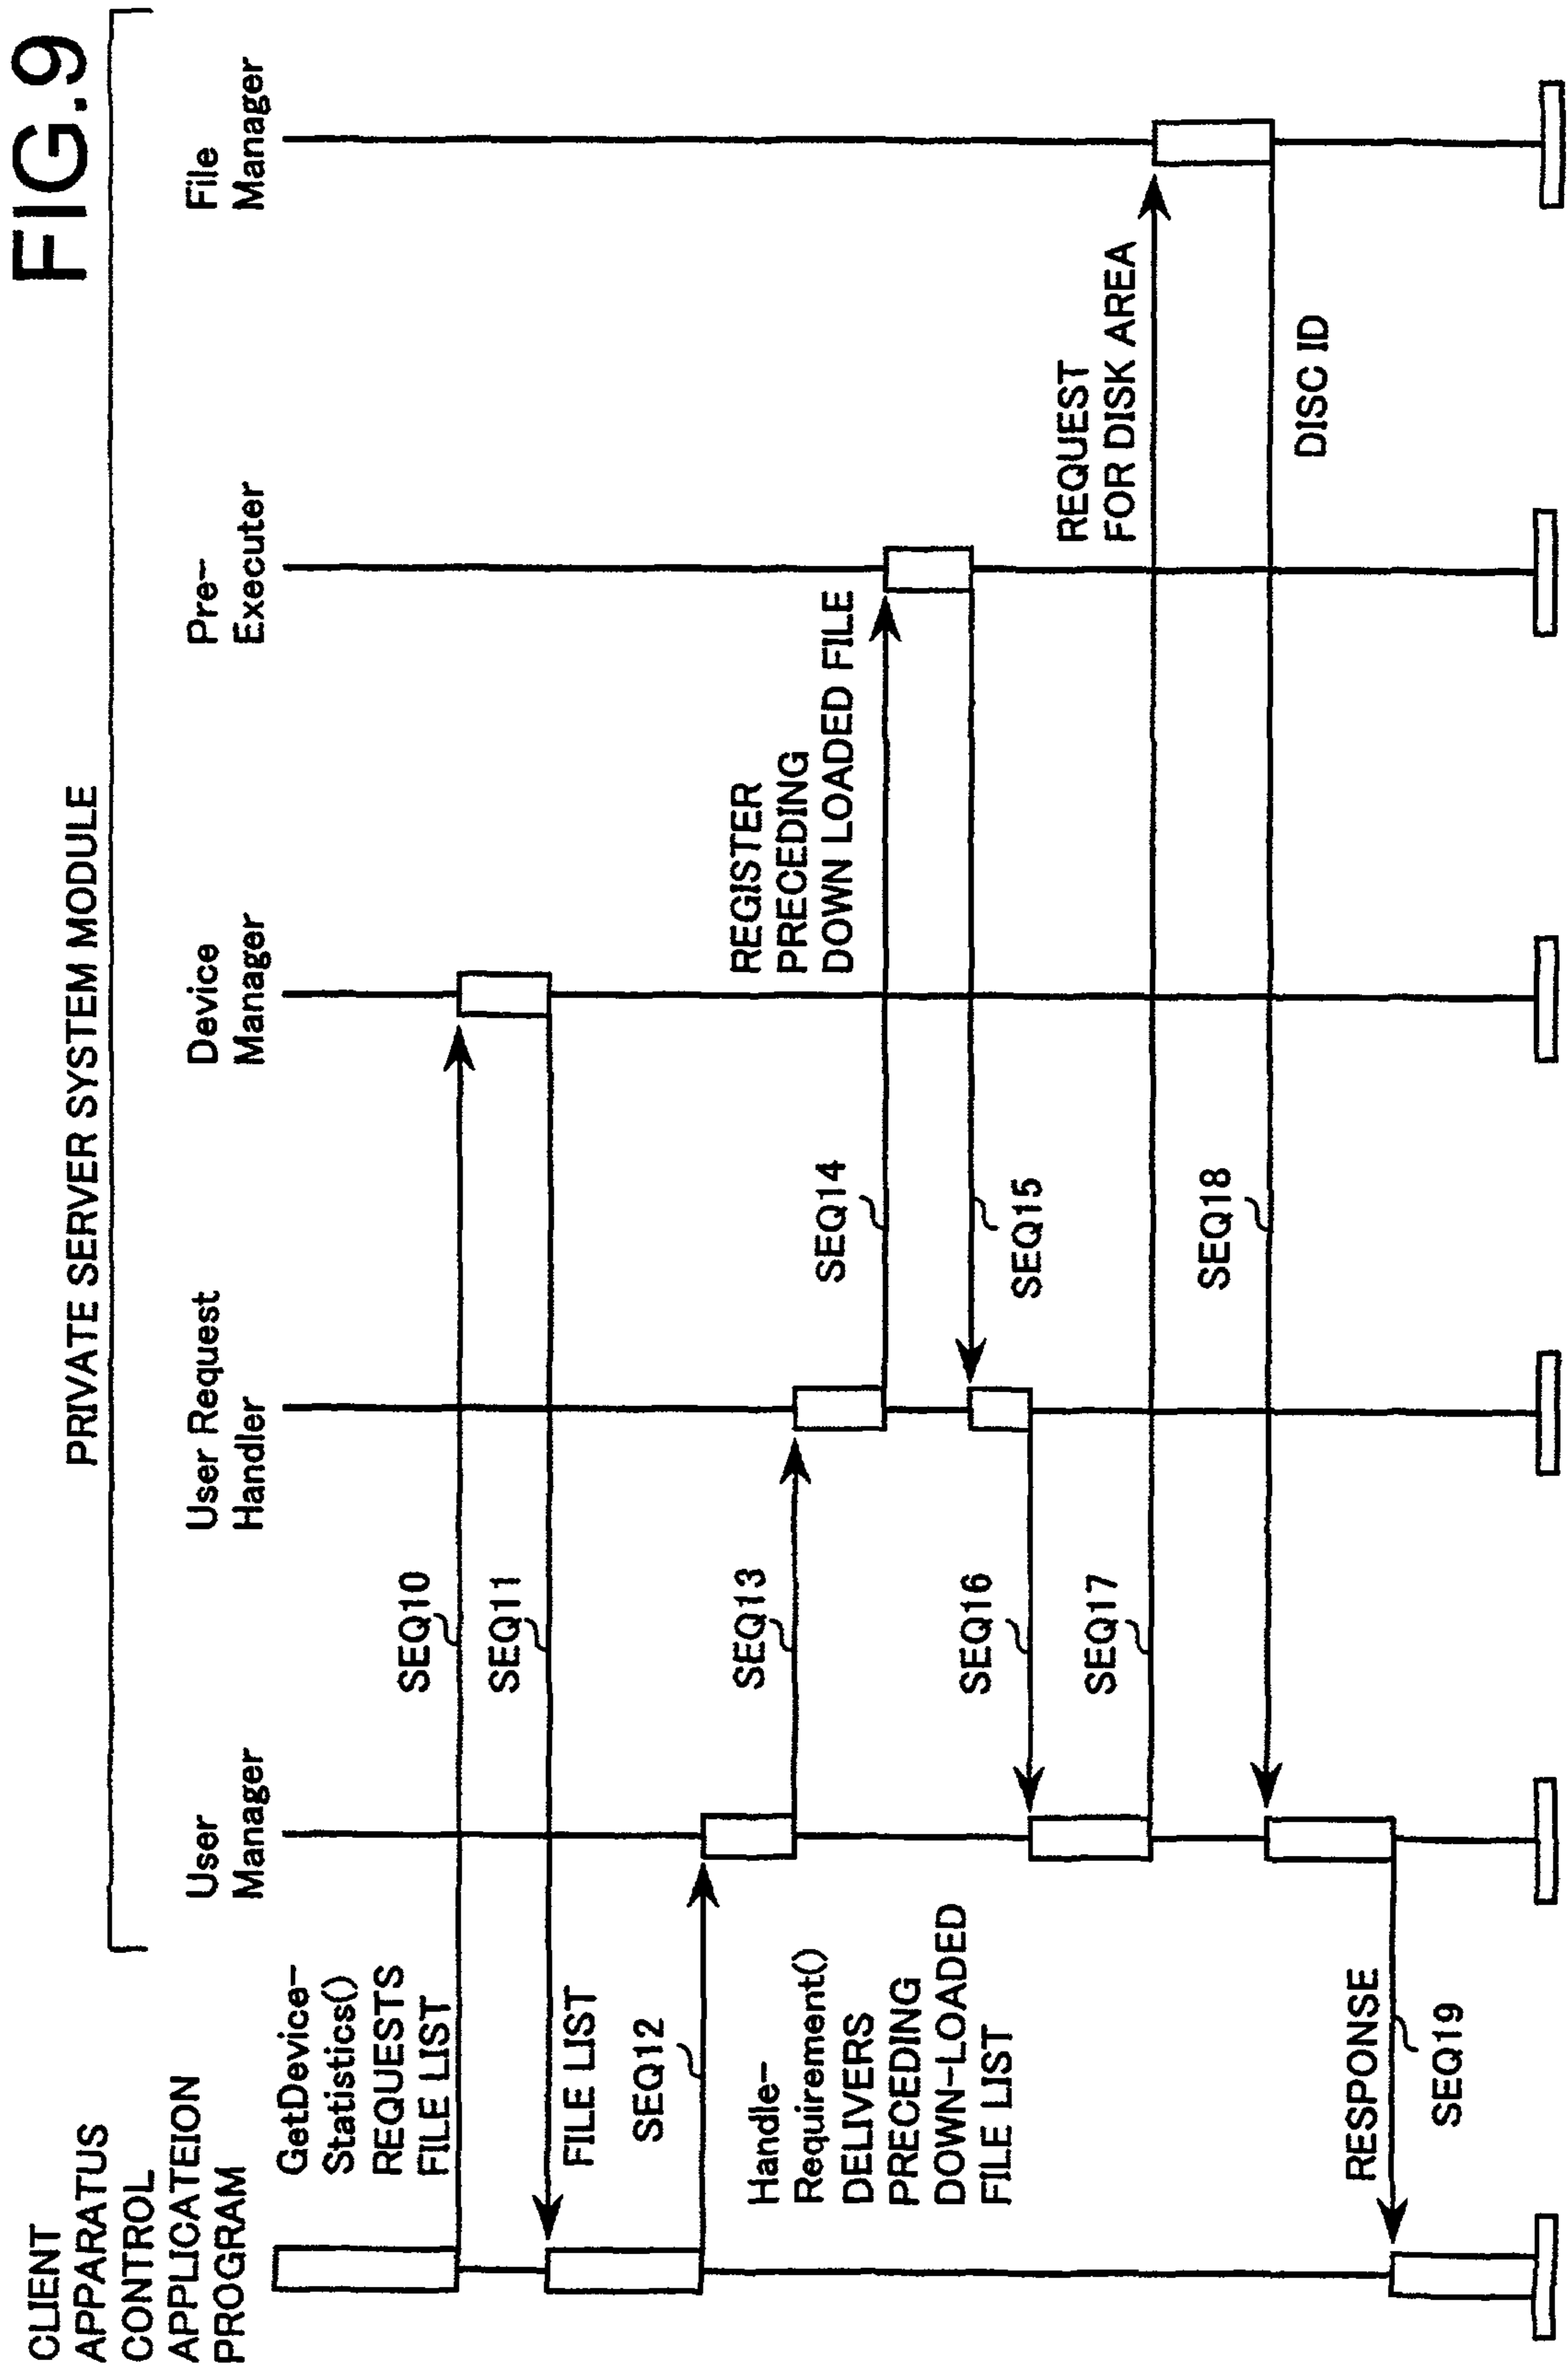 FIG.9
PRIVATE SERVER SYSTEM MODULE
CLIENT
APPARATUS
CONTROL
APPLICATEION
PROGRAM
User
Manager
User Request
Handler
Device
Manager
Pre-
Executer
File
Manager
GetDevice-
Statistics()
REQUESTS
FILE LIST
SEQ10
SEQ11
FILE LIST
SEQ12
Handle-
Requirement()
DELIVERS
PRECEDING
DOWN-LOADED
FILE LIST
SEQ13
REGISTER
PRECEDING
DOWN LOADED FILE
SEQ14
SEQ15
SEQ16
SEQ17
REQUEST
FOR DISK AREA
SEQ18
DISC ID
RESPONSE
SEQ19